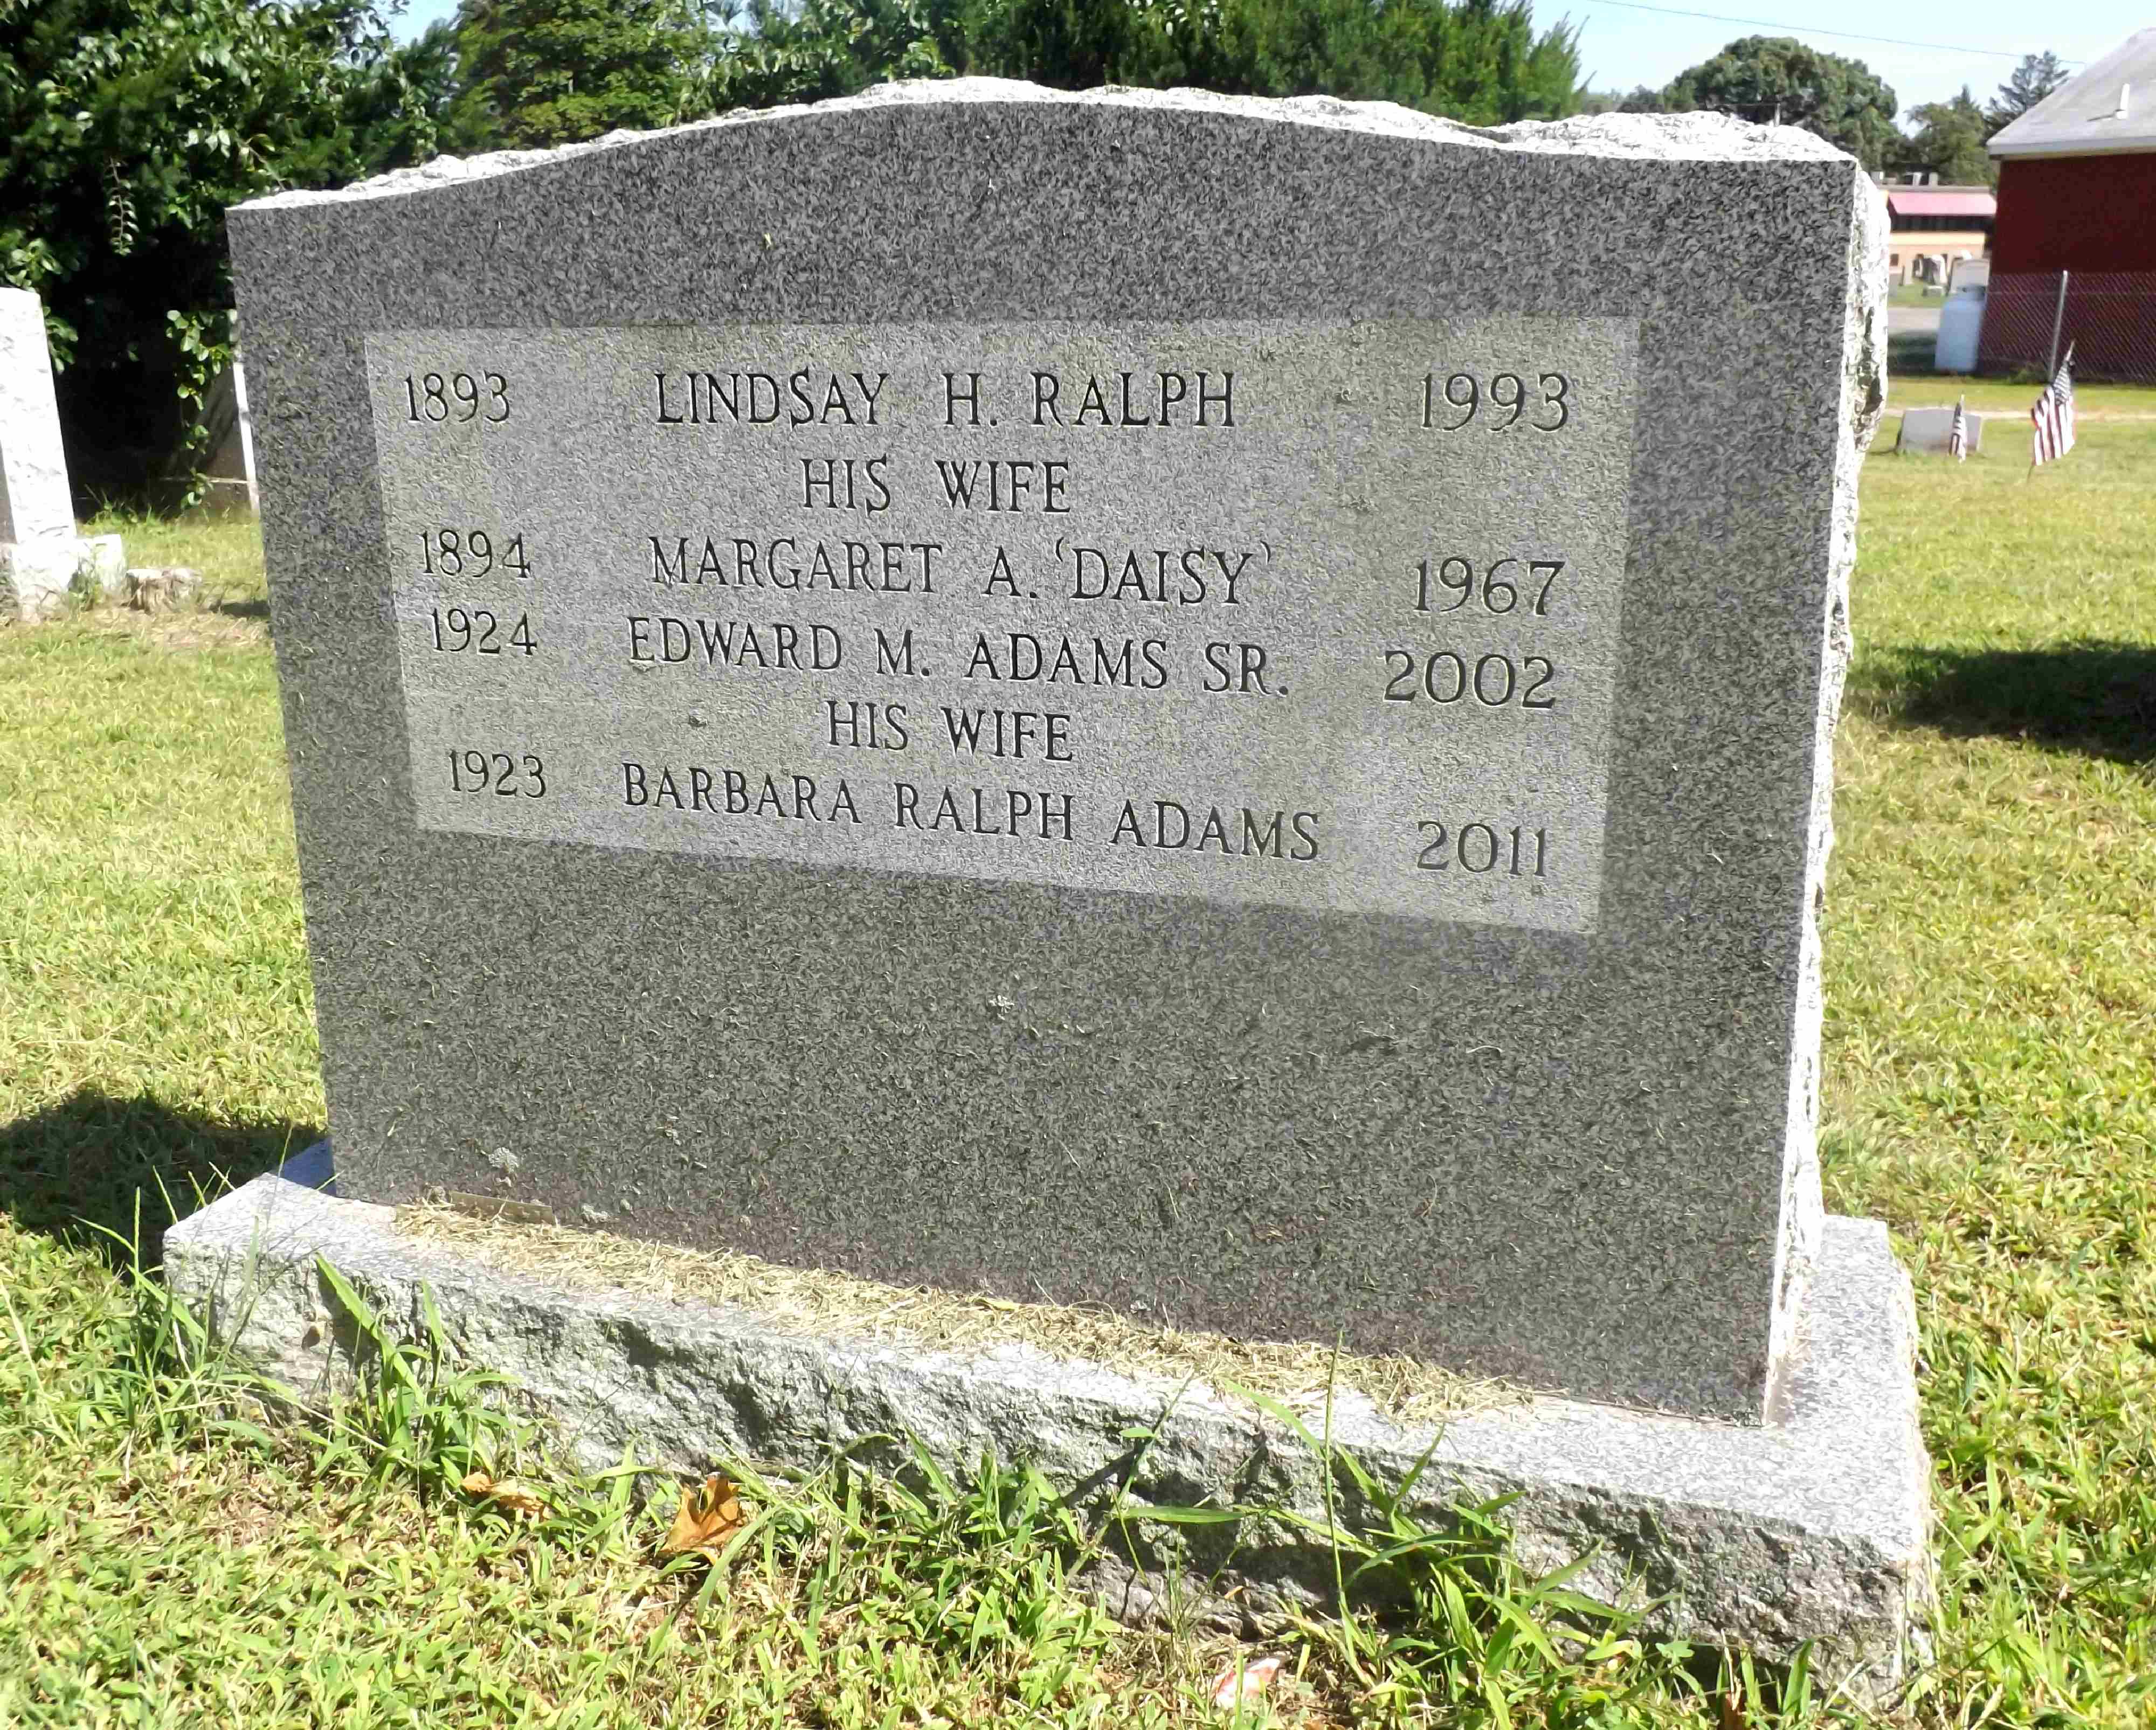 1893 LINDSAY H. RALPH 1993
HIS WIFE
1894 MARGARET A. 'DAISY' 1967
1924 EDWARD M. ADAMS SR. 2002
HIS WIFE
1923 BARBARA RALPH ADAMS 2011